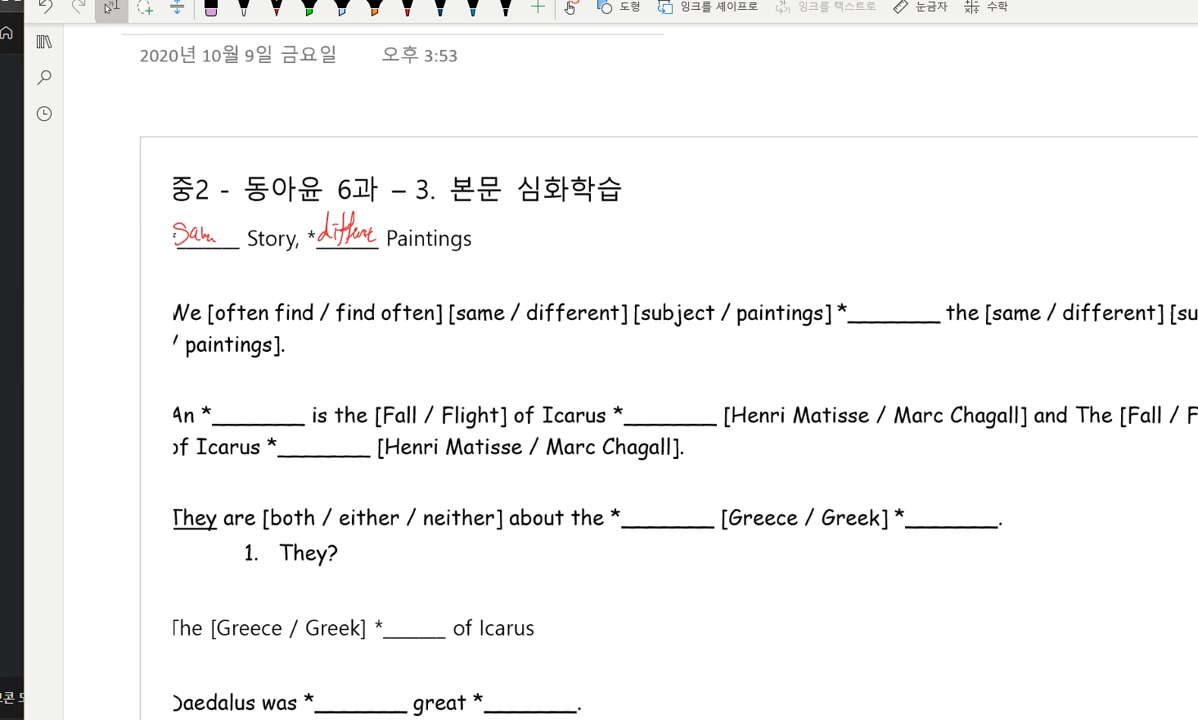 도형 잉크를 셰이프로 잉크를 텍스트로 눈금자 수학
2020년 10월 9일 금요일 오후 3:53
중2 - 동아윤 6과 – 3. 본문 심화학습
Same Story, *different Paintings
We [often find / find often] [same / different] [subject / paintings] *________ the [same / different] [su
/ paintings].
An *________ is the [Fall / Flight] of Icarus *________ [Henri Matisse / Marc Chagall] and The [Fall / F
of Icarus *________ [Henri Matisse / Marc Chagall].
They are [both / either / neither] about the *________ [Greece / Greek] *________.
1. They?
The [Greece / Greek] *______ of Icarus
Daedalus was *________ great *________.